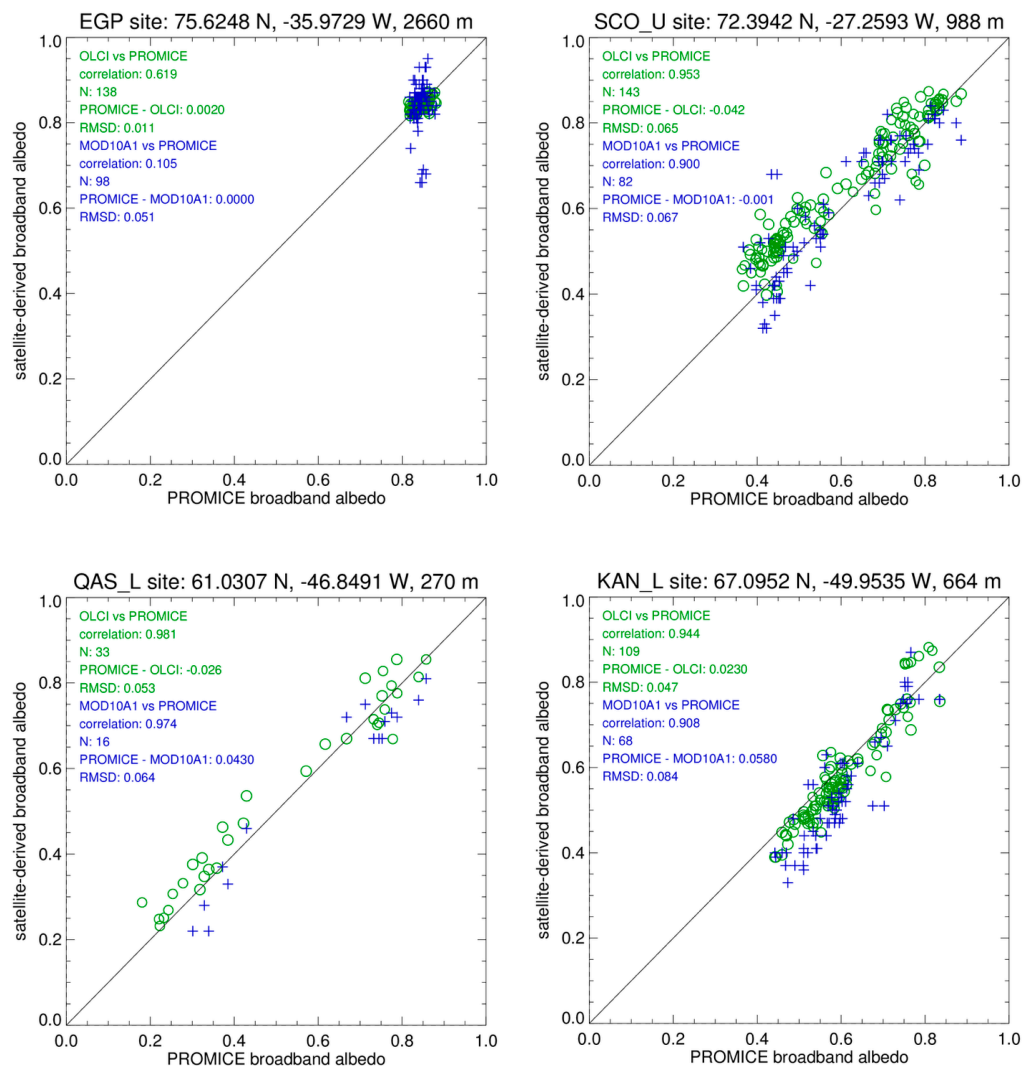 EGP site: 75.6248 N, -35.9729 W, 2660 m
OLCI vs PROMICE
correlation: 0.619
N: 138
PROMICE - OLCI: 0.0020
RMSD: 0.011
MOD10A1 vs PROMICE
correlation: 0.105
N: 98
PROMICE - MOD10A1: 0.0000
RMSD: 0.051
satellite-derived broadband albedo
1.0
0.8
0.6
0.4
0.2
0.0
0.0 0.2 0.4 0.6 0.8 1.0
PROMICE broadband albedo
SCO_U site: 72.3942 N, -27.2593 W, 988 m
OLCI vs PROMICE
correlation: 0.953
N: 143
PROMICE - OLCI: -0.042
RMSD: 0.065
MOD10A1 vs PROMICE
correlation: 0.900
N: 82
PROMICE - MOD10A1: -0.001
RMSD: 0.067
satellite-derived broadband albedo
1.0
0.8
0.6
0.4
0.2
0.0
0.0 0.2 0.4 0.6 0.8 1.0
PROMICE broadband albedo
QAS_L site: 61.0307 N, -46.8491 W, 270 m
OLCI vs PROMICE
correlation: 0.981
N: 33
PROMICE - OLCI: -0.026
RMSD: 0.053
MOD10A1 vs PROMICE
correlation: 0.974
N: 16
PROMICE - MOD10A1: 0.0430
RMSD: 0.064
satellite-derived broadband albedo
1.0
0.8
0.6
0.4
0.2
0.0
0.0 0.2 0.4 0.6 0.8 1.0
PROMICE broadband albedo
KAN_L site: 67.0952 N, -49.9535 W, 664 m
OLCI vs PROMICE
correlation: 0.944
N: 109
PROMICE - OLCI: 0.0230
RMSD: 0.047
MOD10A1 vs PROMICE
correlation: 0.908
N: 68
PROMICE - MOD10A1: 0.0580
RMSD: 0.084
satellite-derived broadband albedo
1.0
0.8
0.6
0.4
0.2
0.0
0.0 0.2 0.4 0.6 0.8 1.0
PROMICE broadband albedo